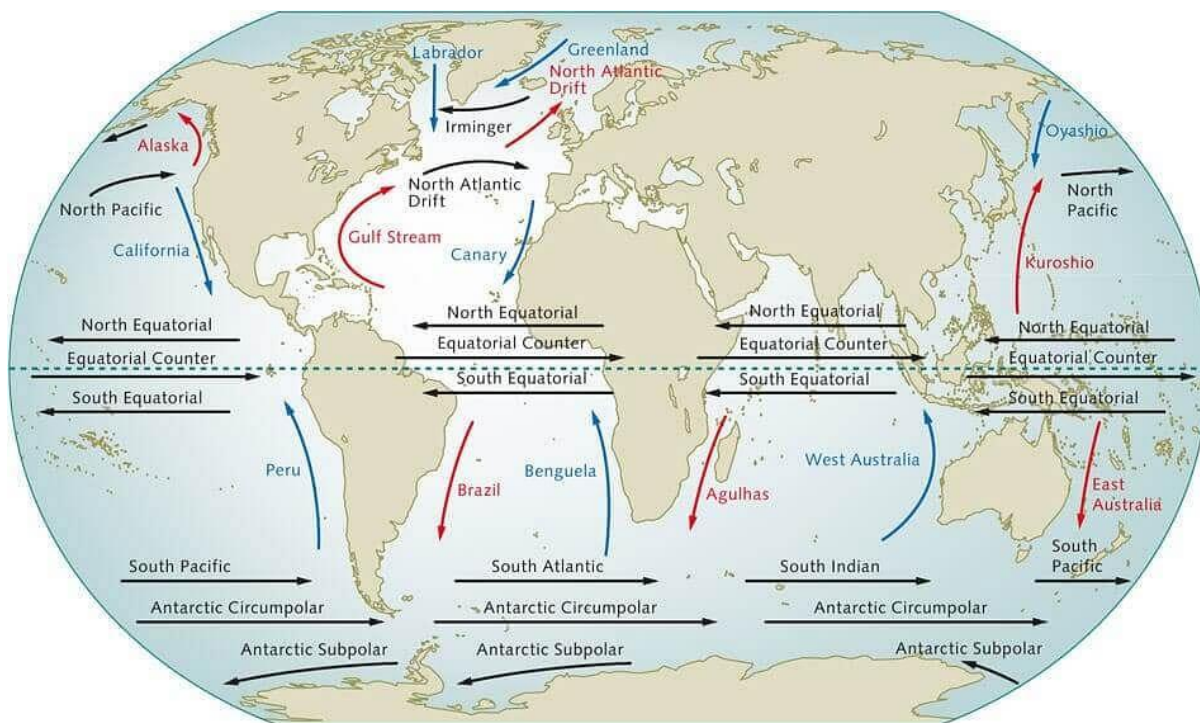 Labrador
Greenland
North Atlantic
Drift
Irminger
Alaska
Oyashio
North Atlantic
Drift
North
Pacific
North Pacific
Gulf Stream
California
Canary
Kuroshio
North Equatorial
North Equatorial
North Equatorial
North Equatorial
Equatorial Counter
Equatorial Counter
Equatorial Counter
Equatorial Counter
South Equatorial
South Equatorial
South Equatorial
South Equatorial
Peru
Brazil
Benguela
Agulhas
West Australia
East
Australia
South Pacific
South Atlantic
South Indian
South
Pacific
Antarctic Circumpolar
Antarctic Circumpolar
Antarctic Circumpolar
Antarctic Subpolar
Antarctic Subpolar
Antarctic Subpolar